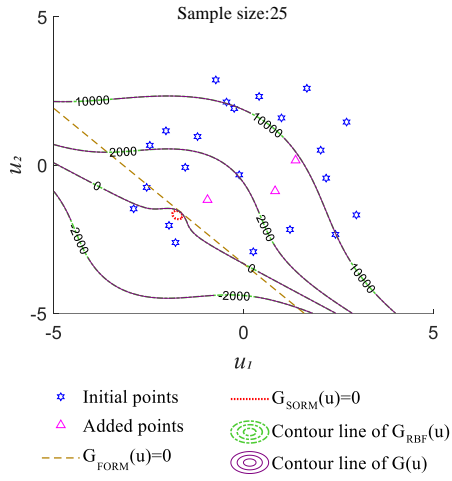 Sample size:25
5
0
-5
u2
10000
10000
10000
2000
2000
0
0
2000
-2000
-5
0
5
u1
Initial points
Added points
GFORM(u)=0
GSORM(u)=0
Contour line of GRBF(u)
Contour line of G(u)